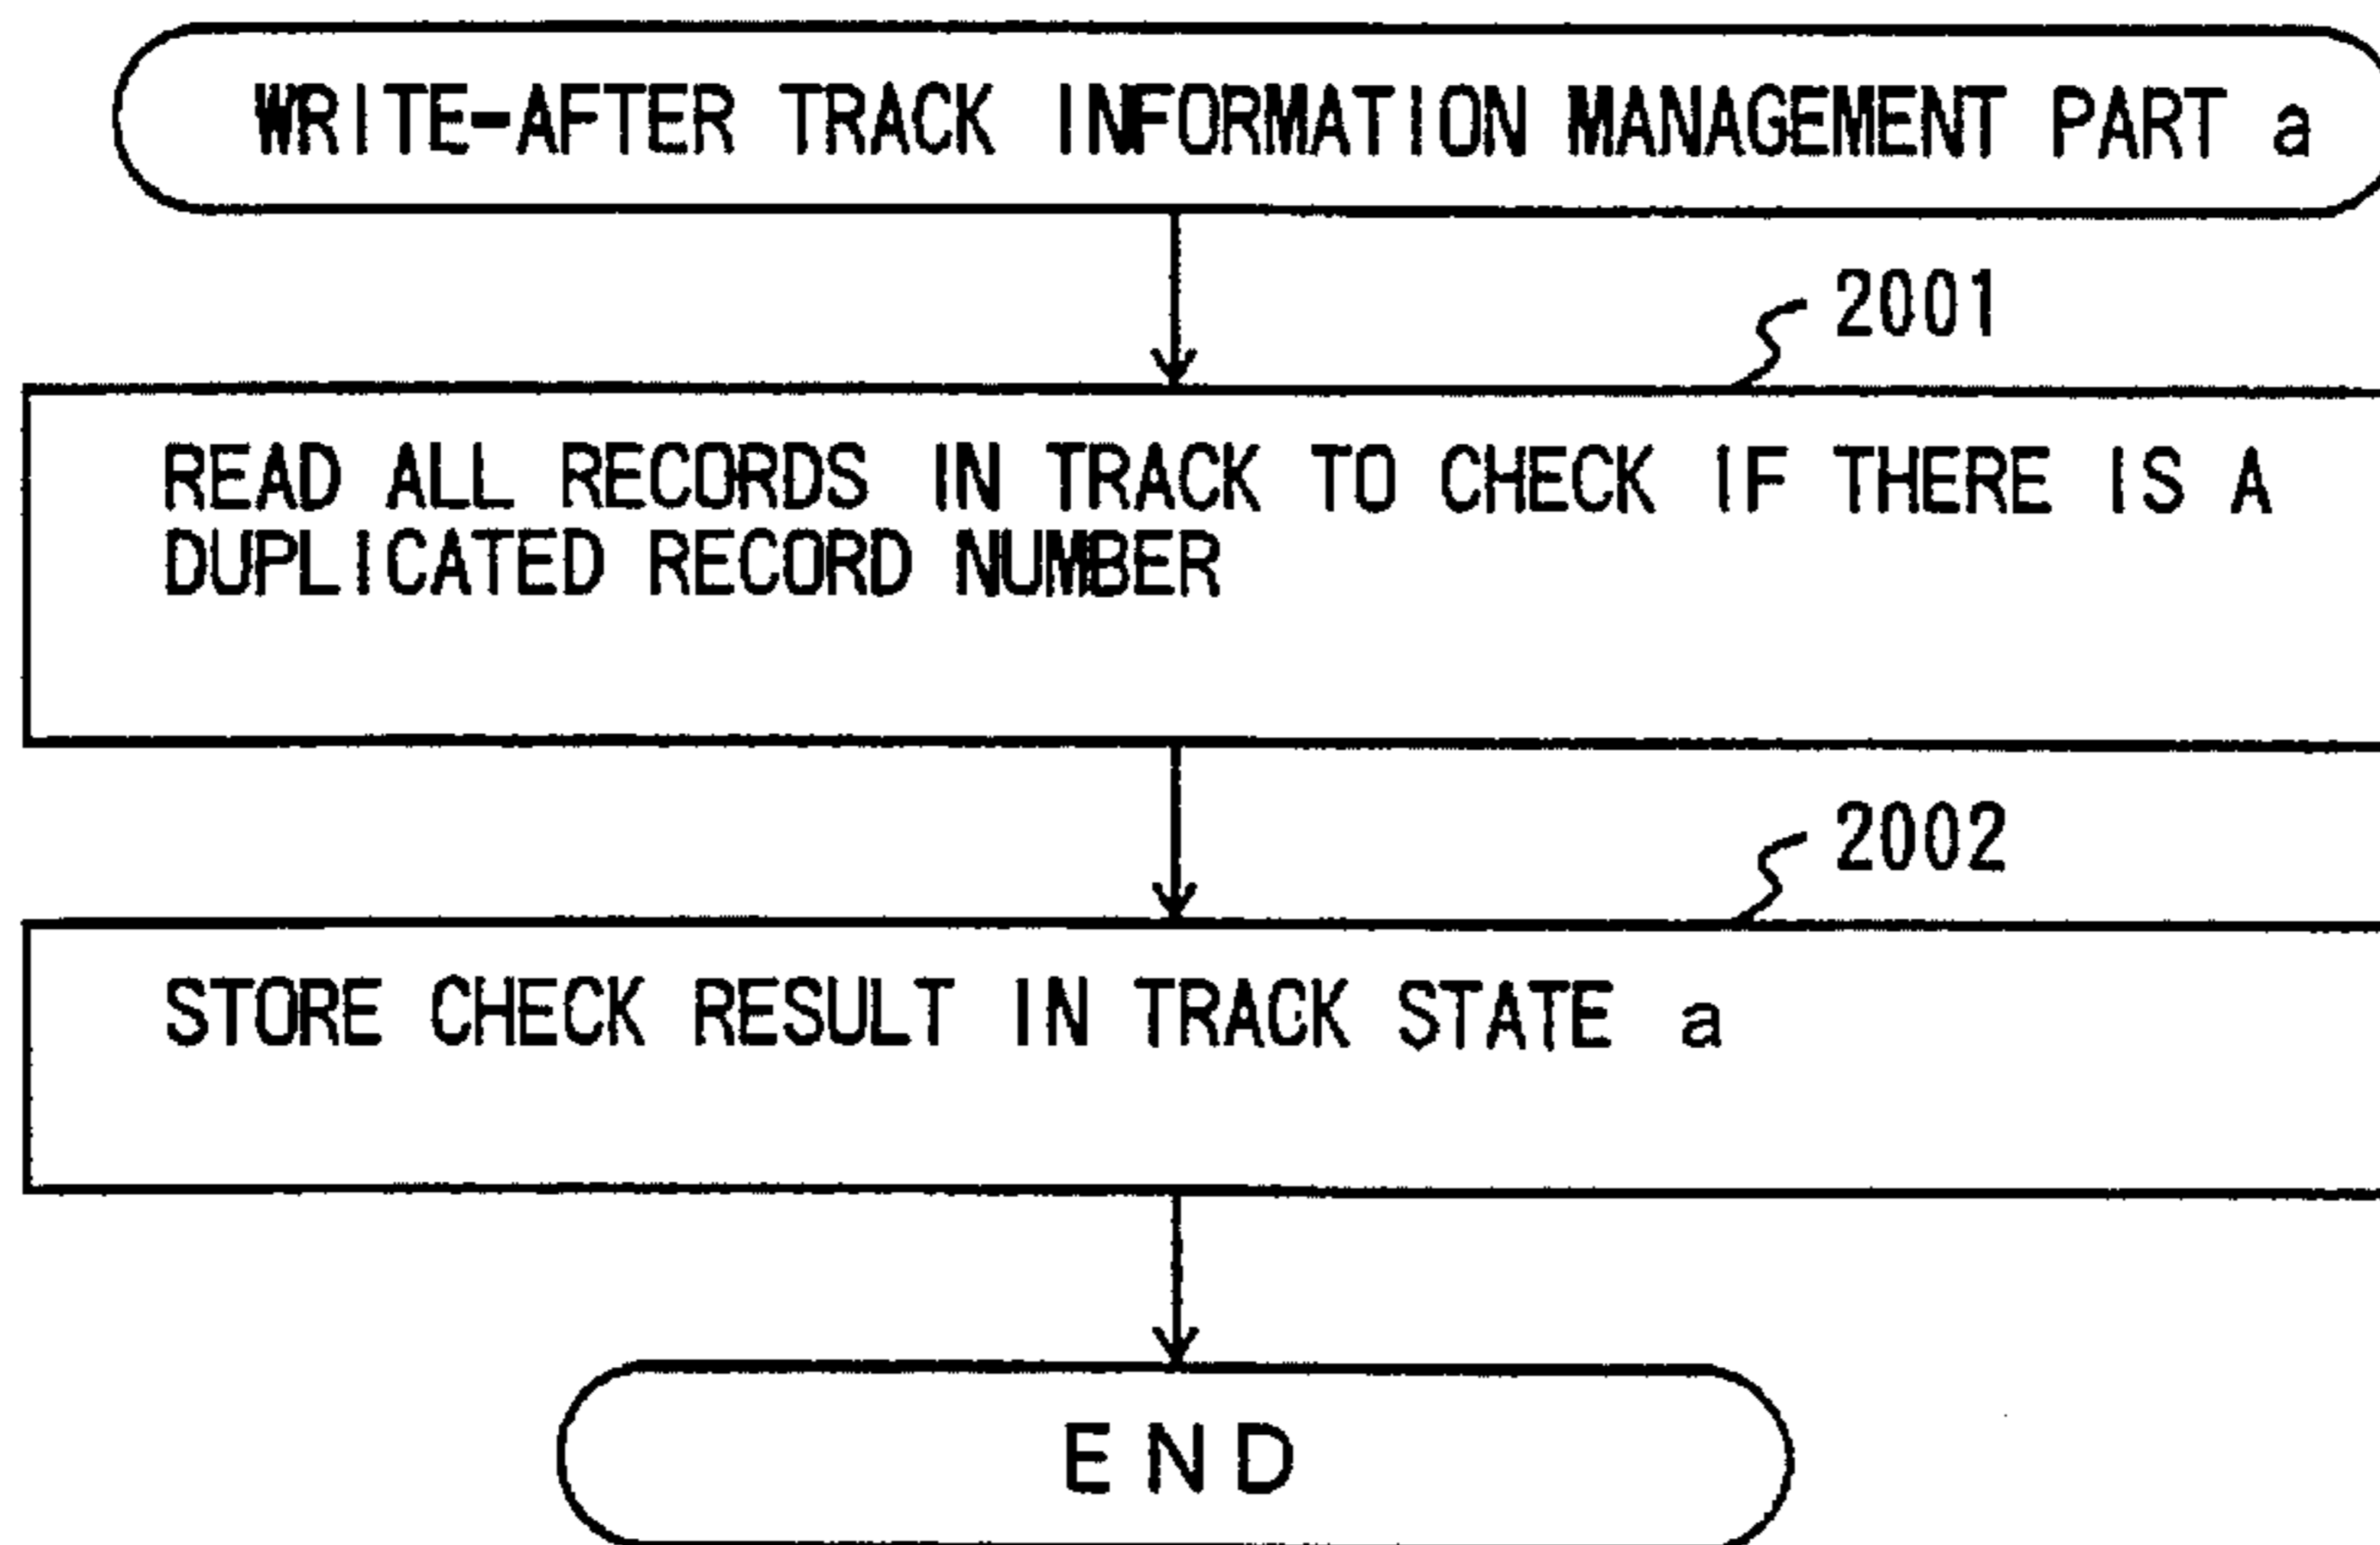 WRITE-AFTER TRACK INFORMATION MANAGEMENT PART a
2001
READ ALL RECORDS IN TRACK TO CHECK IF THERE IS A
DUPLICATED RECORD NUMBER
2002
STORE CHECK RESULT IN TRACK STATE a
END